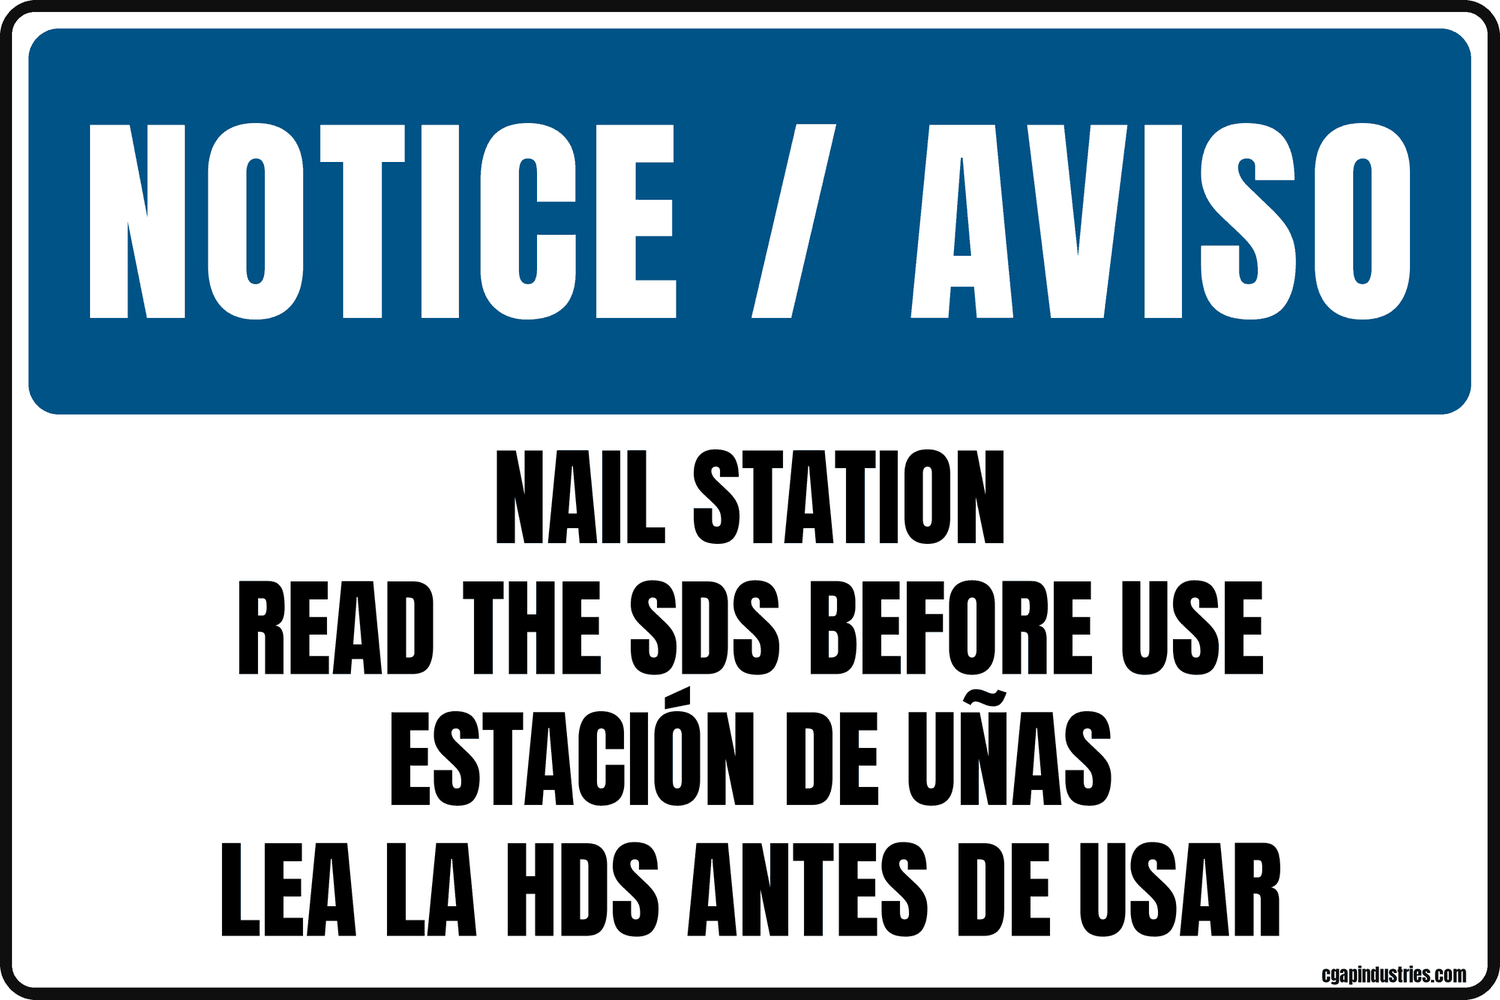 NOTICE / AVISO
NAIL STATION
READ THE SDS BEFORE USE
ESTACIÓN DE UÑAS
LEA LA HDS ANTES DE USAR
cgapindustries.com